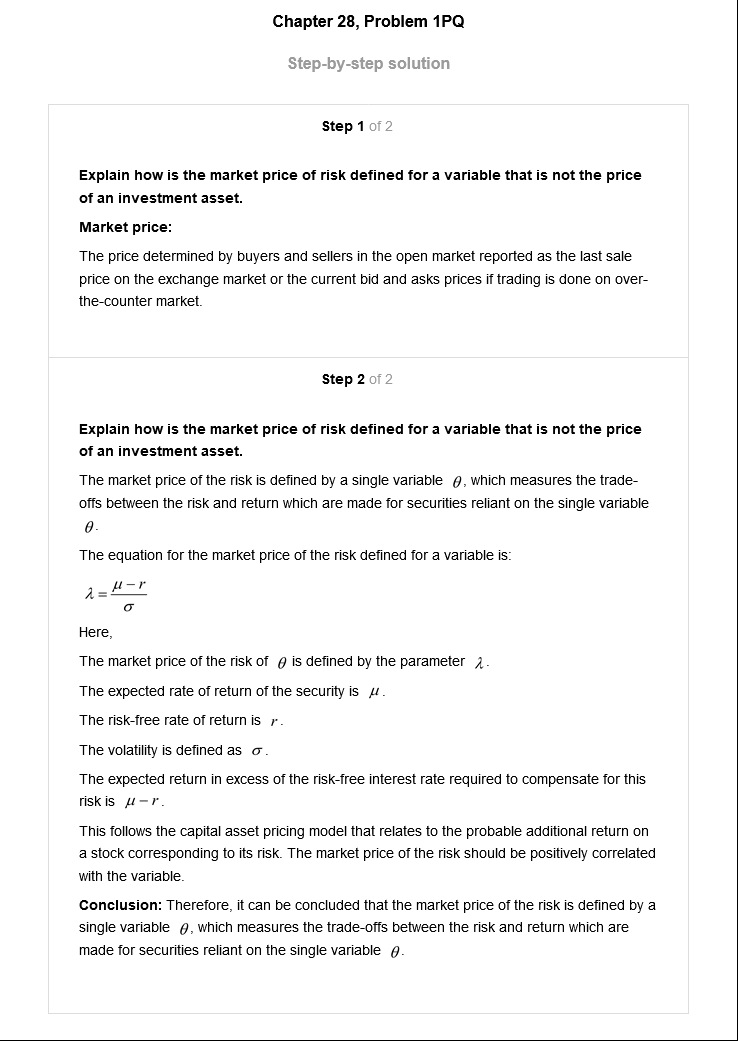 Chapter 28, Problem 1PQ
Step-by-step solution
Step 1 of 2
Explain how is the market price of risk defined for a variable that is not the price
of an investment asset.
Market price:
The price determined by buyers and sellers in the open market reported as the last sale
price on the exchange market or the current bid and asks prices if trading is done on over-
the-counter market.
Step 2 of 2
Explain how is the market price of risk defined for a variable that is not the price
of an investment asset.
The market price of the risk is defined by a single variable θ, which measures the trade-
offs between the risk and return which are made for securities reliant on the single variable
θ.
The equation for the market price of the risk defined for a variable is:
λ = (μ − r) / σ
Here,
The market price of the risk of θ is defined by the parameter λ.
The expected rate of return of the security is μ.
The risk-free rate of return is r.
The volatility is defined as σ.
The expected return in excess of the risk-free interest rate required to compensate for this
risk is μ − r.
This follows the capital asset pricing model that relates to the probable additional return on
a stock corresponding to its risk. The market price of the risk should be positively correlated
with the variable.
Conclusion: Therefore, it can be concluded that the market price of the risk is defined by a
single variable θ, which measures the trade-offs between the risk and return which are
made for securities reliant on the single variable θ.